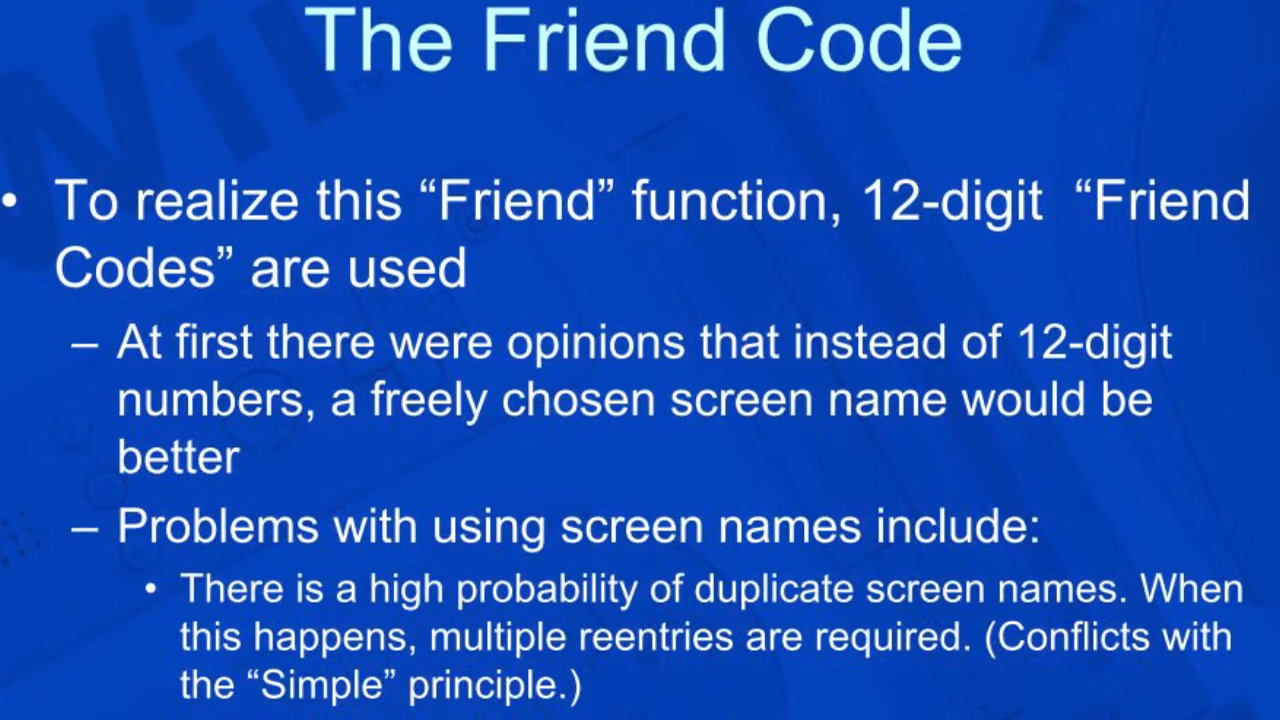 The Friend Code
• To realize this “Friend” function, 12-digit “Friend
Codes” are used
– At first there were opinions that instead of 12-digit
numbers, a freely chosen screen name would be
better
– Problems with using screen names include:
• There is a high probability of duplicate screen names. When
this happens, multiple reentries are required. (Conflicts with
the “Simple” principle.)
Wii